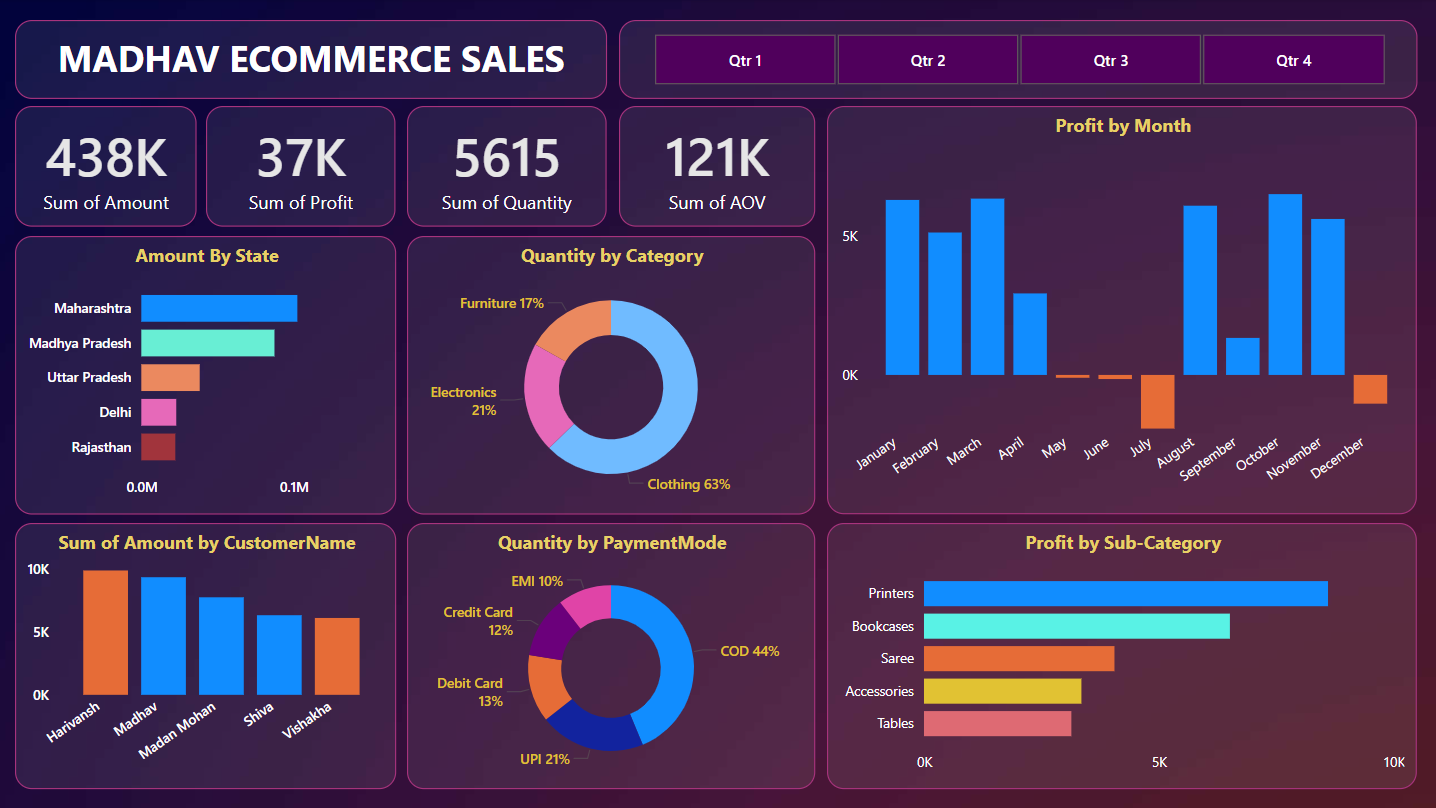 MADHAV ECOMMERCE SALES
Qtr 1
Qtr 2
Qtr 3
Qtr 4
438K
Sum of Amount
37K
Sum of Profit
5615
Sum of Quantity
121K
Sum of AOV
Profit by Month
5K
0K
January
February
March
April
May
June
July
August
September
October
November
December
Amount By State
Maharashtra
Madhya Pradesh
Uttar Pradesh
Delhi
Rajasthan
0.0M
0.1M
Quantity by Category
Furniture 17%
Electronics
21%
Clothing 63%
Sum of Amount by CustomerName
10K
5K
0K
Harivansh
Madhav
Madan Mohan
Shiva
Vishakha
Quantity by PaymentMode
EMI 10%
Credit Card
12%
COD 44%
Debit Card
13%
UPI 21%
Profit by Sub-Category
Printers
Bookcases
Saree
Accessories
Tables
0K
5K
10K